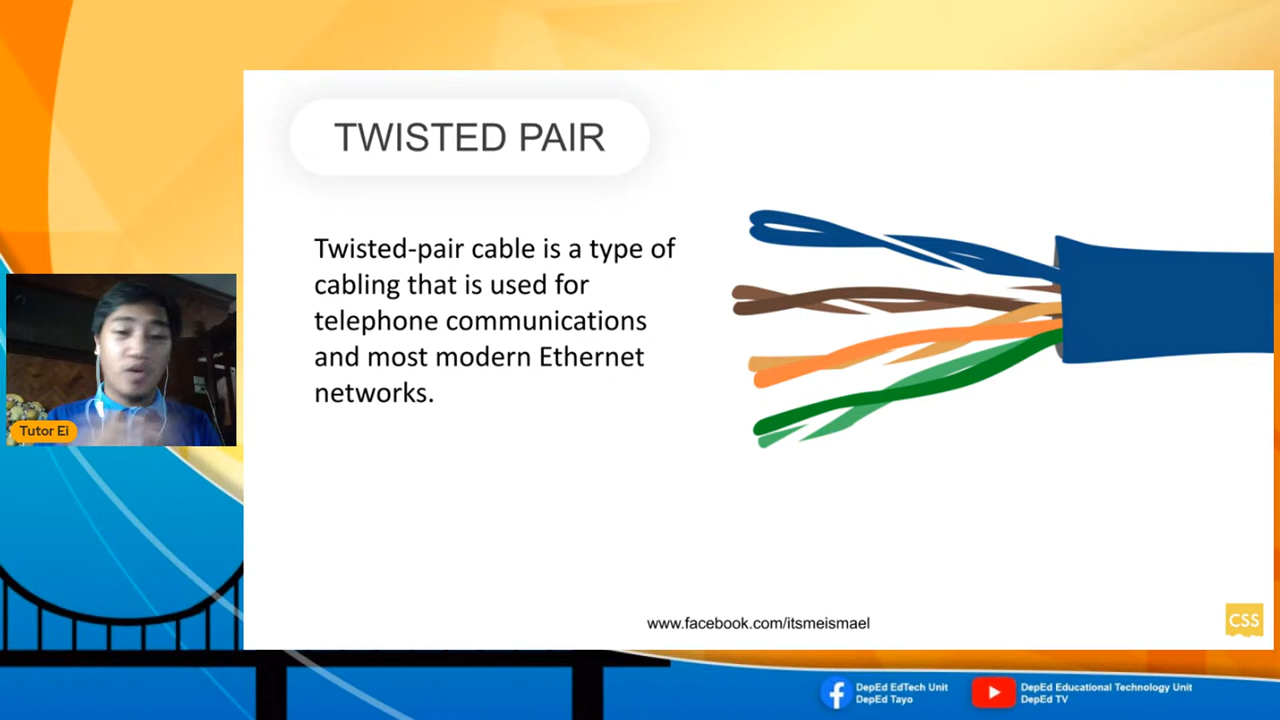 TWISTED PAIR
Twisted-pair cable is a type of
cabling that is used for
telephone communications
and most modern Ethernet
networks.
Tutor Ei
www.facebook.com/itsmeismael
CSS
DepEd EdTech Unit
DepEd Tayo
DepEd Educational Technology Unit
DepEd TV